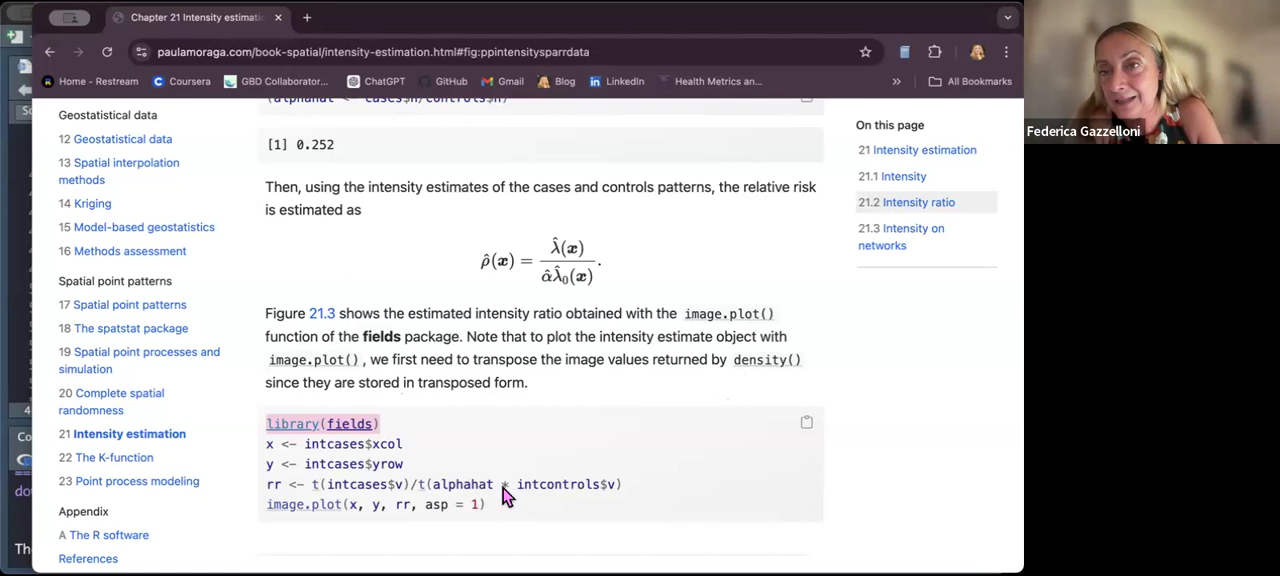 Chapter 21 Intensity estimati
paulamoraga.com/book-spatial/intensity-estimation.html#fig:ppintensitysparrdata
Home - Restream
Coursera
GBD Collaborator...
ChatGPT
GitHub
Gmail
Blog
LinkedIn
Health Metrics an...
»
All Bookmarks
Federica Gazzelloni
Geostatistical data
12 Geostatistical data
13 Spatial interpolation
methods
14 Kriging
15 Model-based geostatistics
16 Methods assessment
Spatial point patterns
17 Spatial point patterns
18 The spatstat package
19 Spatial point processes and
simulation
20 Complete spatial
randomness
21 Intensity estimation
22 The K-function
23 Point process modeling
Appendix
A The R software
References
(alphahat <- cases$n/controls$n)
[1] 0.252
Then, using the intensity estimates of the cases and controls patterns, the relative risk
is estimated as
ρ̂(x) = λ̂(x) / α̂λ̂₀(x).
Figure 21.3 shows the estimated intensity ratio obtained with the image.plot()
function of the fields package. Note that to plot the intensity estimate object with
image.plot(), we first need to transpose the image values returned by density()
since they are stored in transposed form.
library(fields)
x <- intcases$xcol
y <- intcases$yrow
rr <- t(intcases$v)/t(alphahat * intcontrols$v)
image.plot(x, y, rr, asp = 1)
On this page
21 Intensity estimation
21.1 Intensity
21.2 Intensity ratio
21.3 Intensity on
networks